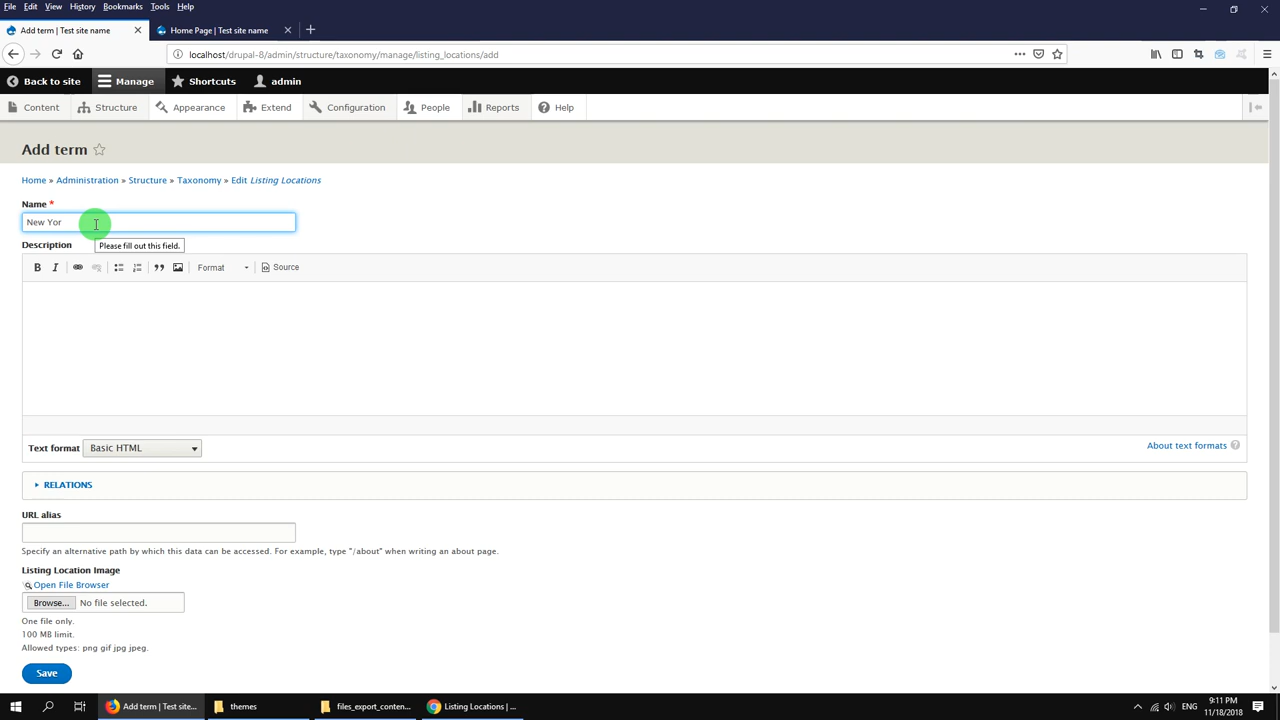 File Edit View History Bookmarks Tools Help
Add term | Test site name
Home Page | Test site name
localhost/drupal-8/admin/structure/taxonomy/manage/listing_locations/add
Back to site Manage Shortcuts admin
Content Structure Appearance Extend Configuration People Reports Help
Add term
Home » Administration » Structure » Taxonomy » Edit Listing Locations
Name *
New Yor
Please fill out this field.
Description
B I Format Source
Text format Basic HTML
About text formats ?
RELATIONS
URL alias
Specify an alternative path by which this data can be accessed. For example, type "/about" when writing an about page.
Listing Location Image
Open File Browser
Browse... No file selected.
One file only.
100 MB limit.
Allowed types: png gif jpg jpeg.
Save
Add term | Test site... themes files_export_conten... Listing Locations | ... ENG
9:11 PM
11/18/2018